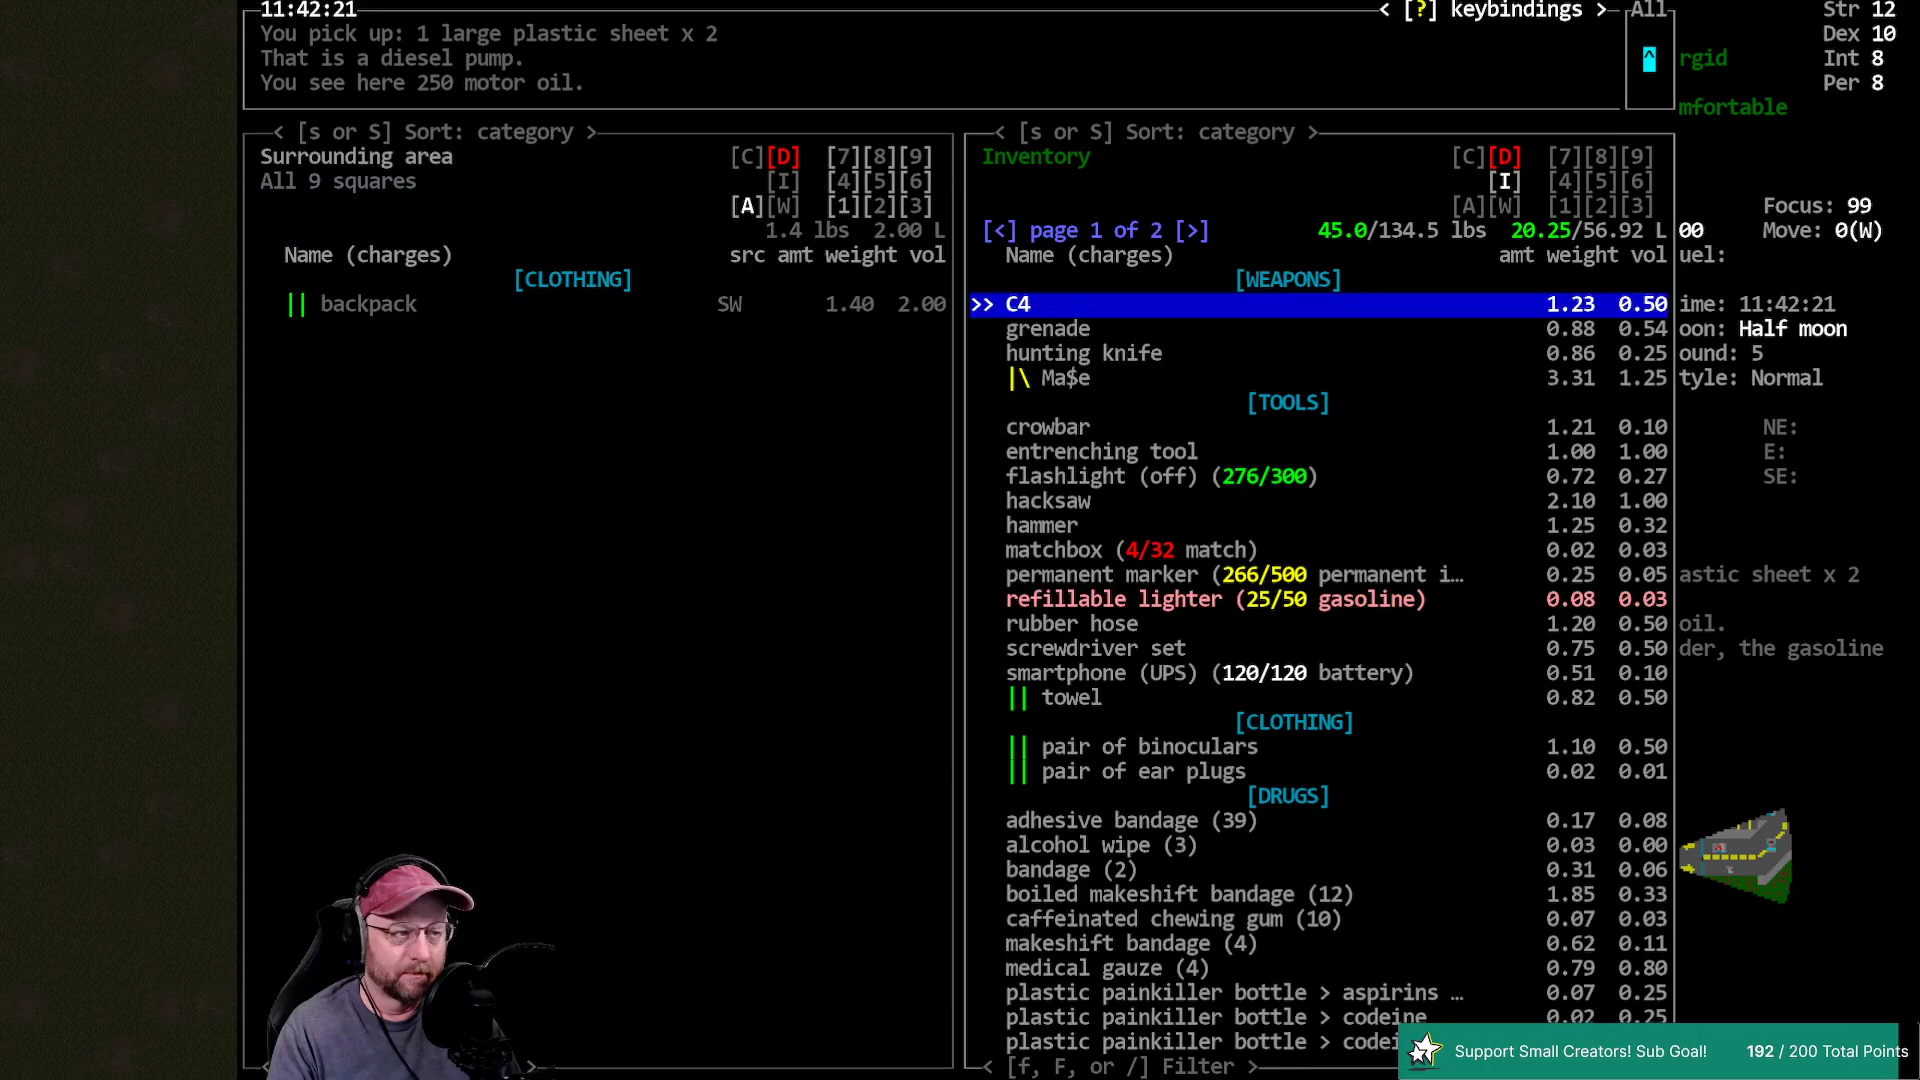 11:42:21
< [?] keybindings >
All
Str 12
You pick up: 1 large plastic sheet x 2
Dex 10
That is a diesel pump.
^
rgid
Int 8
You see here 250 motor oil.
Per 8
mfortable
< [s or S] Sort: category >
< [s or S] Sort: category >
Surrounding area
[C][D] [7][8][9]
Inventory
[C][D] [7][8][9]
All 9 squares
[I] [4][5][6]
[I] [4][5][6]
[A][W] [1][2][3]
[A][W] [1][2][3]
Focus: 99
1.4 lbs 2.00 L
[<] page 1 of 2 [>]
45.0/134.5 lbs 20.25/56.92 L
00
Move: 0(W)
Name (charges)
src amt weight vol
Name (charges)
amt weight vol
uel:
[CLOTHING]
[WEAPONS]
|| backpack SW 1.40 2.00
>> C4 1.23 0.50
ime: 11:42:21
grenade 0.88 0.54
oon: Half moon
hunting knife 0.86 0.25
ound: 5
|\ Ma$e 3.31 1.25
tyle: Normal
[TOOLS]
crowbar 1.21 0.10
NE:
entrenching tool 1.00 1.00
E:
flashlight (off) (276/300) 0.72 0.27
SE:
hacksaw 2.10 1.00
hammer 1.25 0.32
matchbox (4/32 match) 0.02 0.03
permanent marker (266/500 permanent i… 0.25 0.05
astic sheet x 2
refillable lighter (25/50 gasoline) 0.08 0.03
rubber hose 1.20 0.50
oil.
screwdriver set 0.75 0.50
der, the gasoline
smartphone (UPS) (120/120 battery) 0.51 0.10
|| towel 0.82 0.50
[CLOTHING]
|| pair of binoculars 1.10 0.50
|| pair of ear plugs 0.02 0.01
[DRUGS]
adhesive bandage (39) 0.17 0.08
alcohol wipe (3) 0.03 0.00
bandage (2) 0.31 0.06
boiled makeshift bandage (12) 1.85 0.33
caffeinated chewing gum (10) 0.07 0.03
makeshift bandage (4) 0.62 0.11
medical gauze (4) 0.79 0.80
plastic painkiller bottle > aspirins … 0.07 0.25
plastic painkiller bottle > codeine 0.02 0.25
plastic painkiller bottle > codei
< [f, F, or /] Filter >
Support Small Creators! Sub Goal! 192 / 200 Total Points